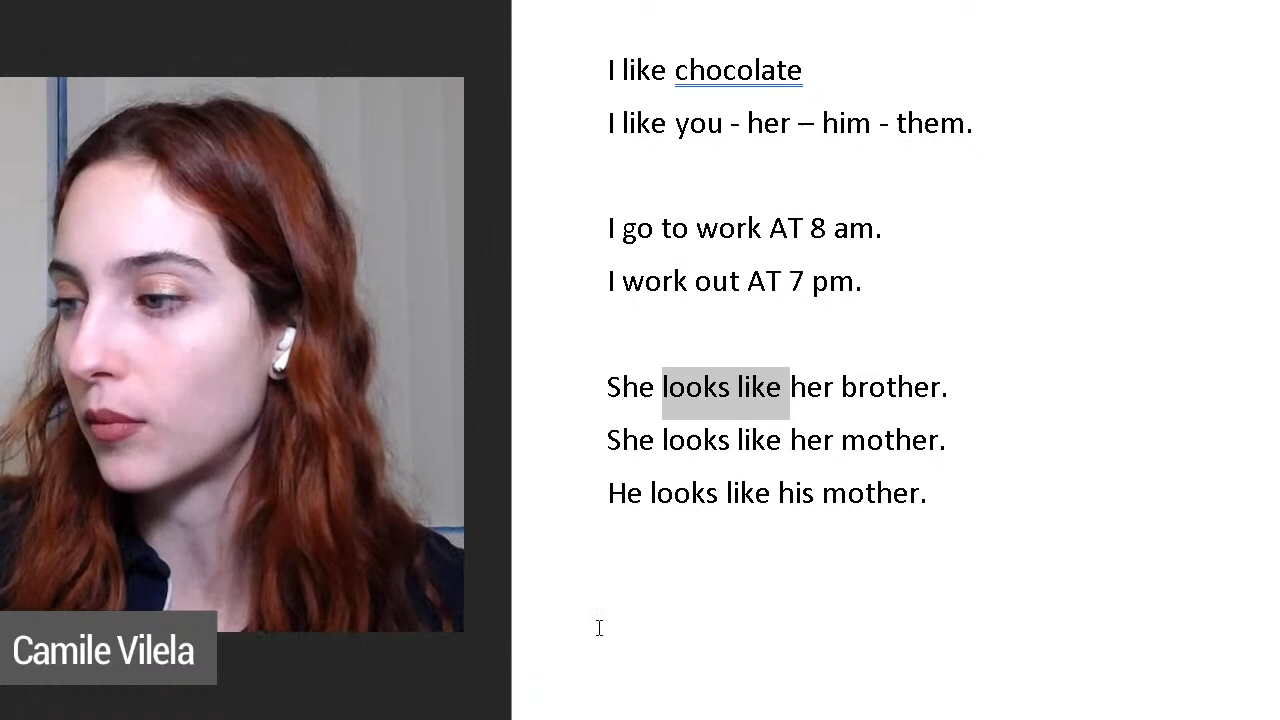 I like chocolate
I like you - her – him - them.
I go to work AT 8 am.
I work out AT 7 pm.
She looks like her brother.
She looks like her mother.
He looks like his mother.
Camile Vilela